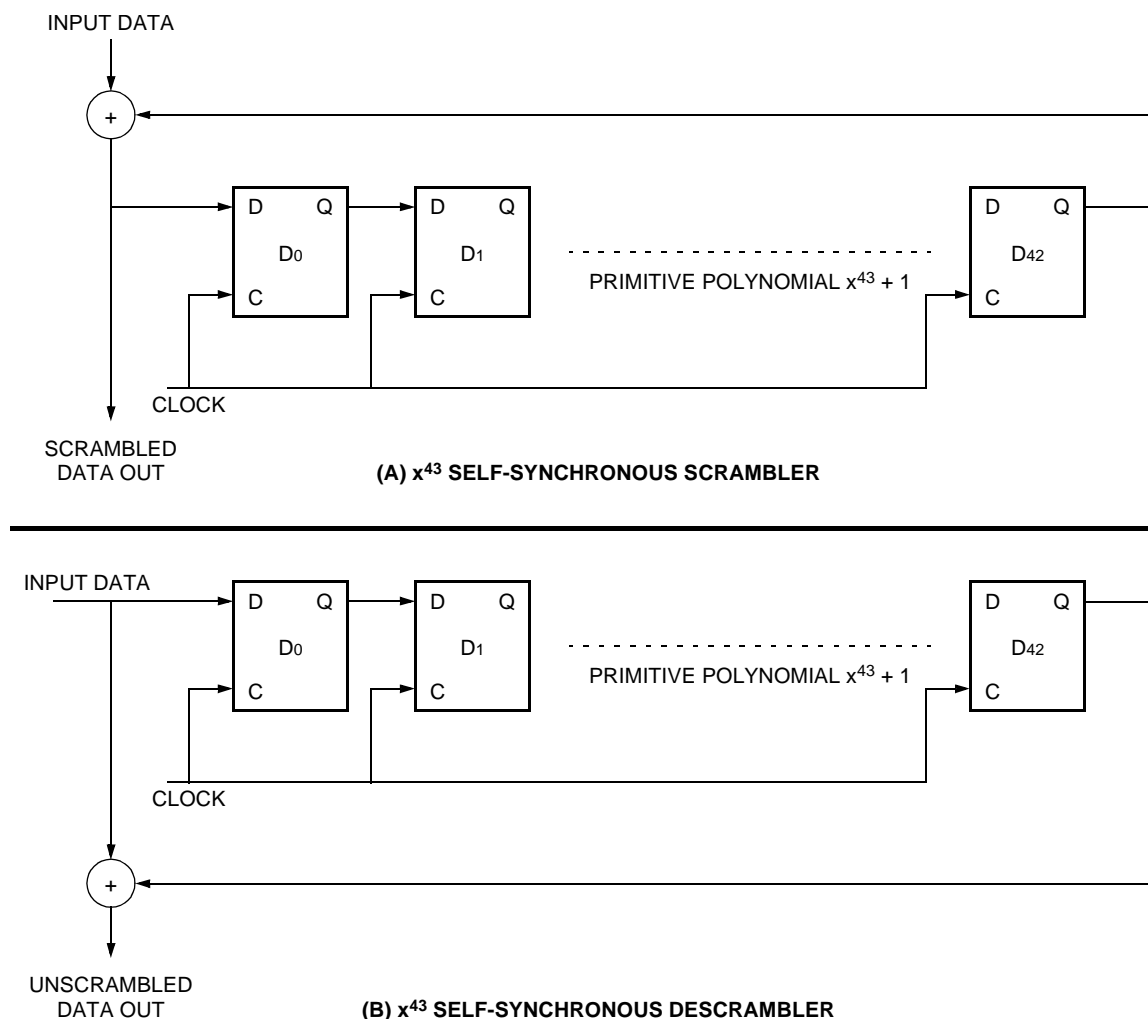 INPUT DATA
+
D Q D Q D Q
D0 D1 D42
PRIMITIVE POLYNOMIAL x43 + 1
C C C
CLOCK
SCRAMBLED
DATA OUT
(A) x43 SELF-SYNCHRONOUS SCRAMBLER
INPUT DATA
D Q D Q D Q
D0 D1 D42
PRIMITIVE POLYNOMIAL x43 + 1
C C C
CLOCK
+
UNSCRAMBLED
DATA OUT
(B) x43 SELF-SYNCHRONOUS DESCRAMBLER